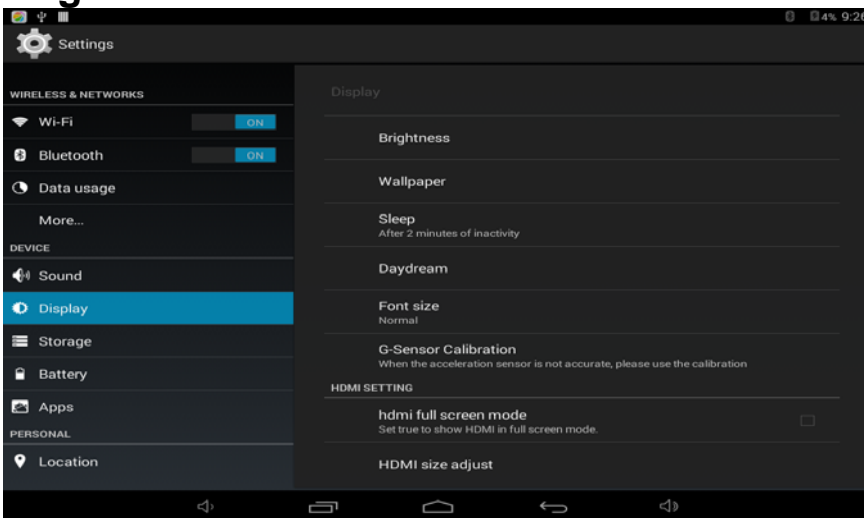 4% 9:26
Settings
WIRELESS & NETWORKS
Wi-Fi ON
Bluetooth ON
Data usage
More...
DEVICE
Sound
Display
Storage
Battery
Apps
PERSONAL
Location
Display
Brightness
Wallpaper
Sleep
After 2 minutes of inactivity
Daydream
Font size
Normal
G-Sensor Calibration
When the acceleration sensor is not accurate, please use the calibration
HDMI SETTING
hdmi full screen mode
Set true to show HDMI in full screen mode.
HDMI size adjust